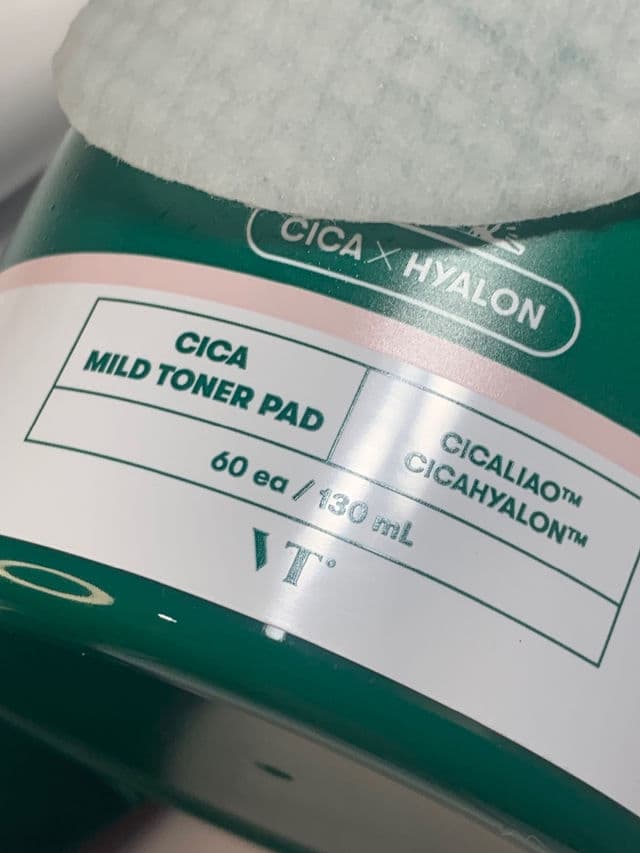 CICA × HYALON
CICA
MILD TONER PAD
CICALIAO™
CICAHYALON™
60 ea / 130 mL
VT